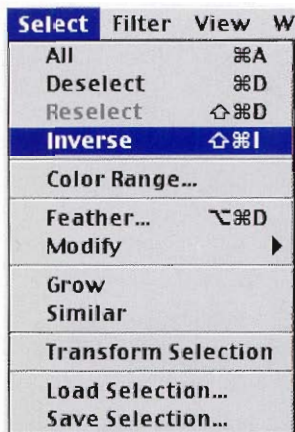 Select Filter View W
All ⌘A
Deselect ⌘D
Reselect ⇧⌘D
Inverse ⇧⌘I
Color Range...
Feather... ⌥⌘D
Modify ▶
Grow
Similar
Transform Selection
Load Selection...
Save Selection...